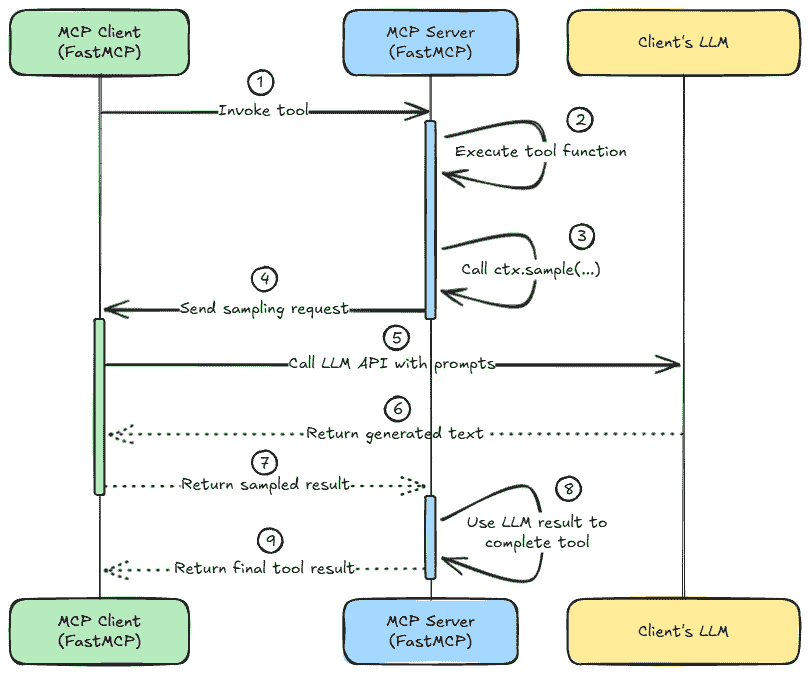 MCP Client
(FastMCP)
MCP Server
(FastMCP)
Client's LLM
1
Invoke tool
2
Execute tool function
3
Call ctx.sample(...)
4
Send sampling request
5
Call LLM API with prompts
6
Return generated text
7
Return sampled result
8
Use LLM result to
complete tool
9
Return final tool result
MCP Client
(FastMCP)
MCP Server
(FastMCP)
Client's LLM